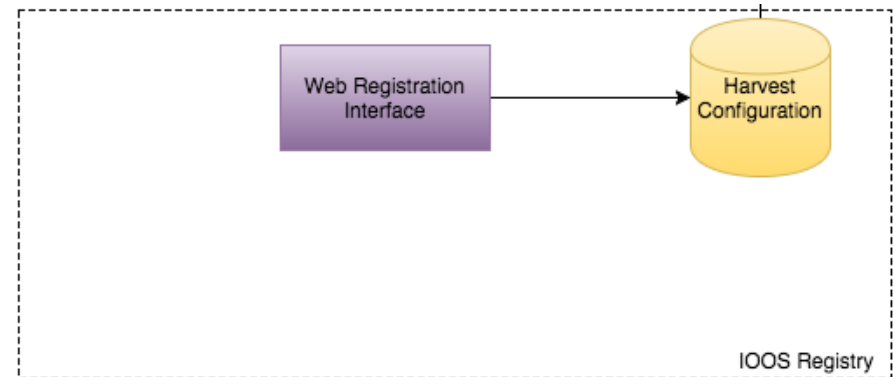 Web Registration
Interface
Harvest
Configuration
IOOS Registry